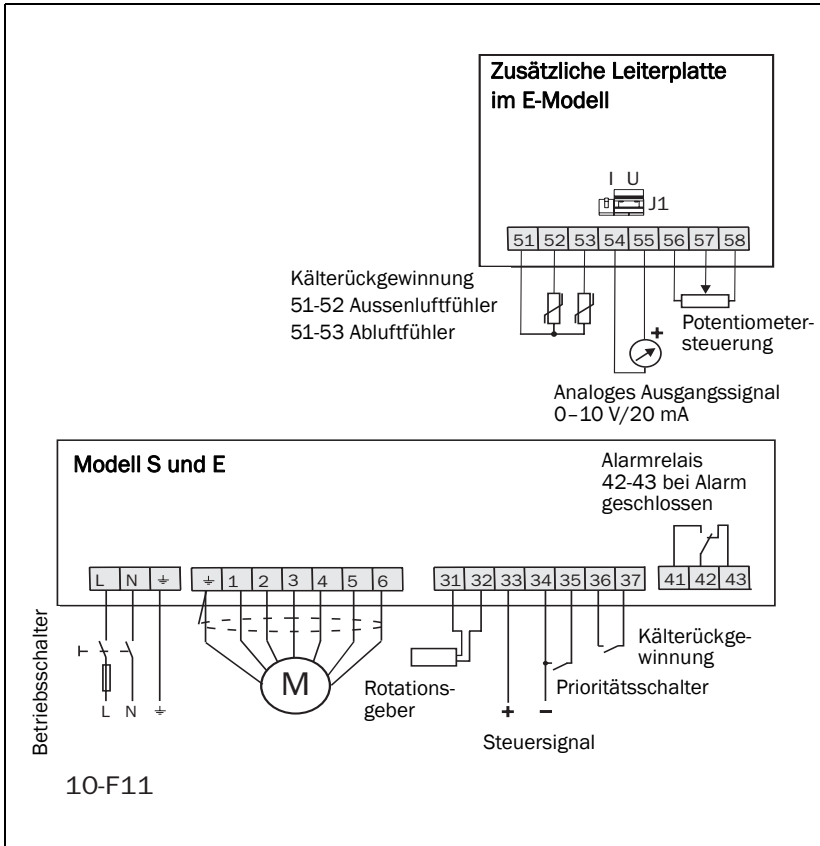 Zusätzliche Leiterplatte
im E-Modell
I U
J1
51 52 53 54 55 56 57 58
Kälterückgewinnung
51-52 Aussenluftfühler
51-53 Abluftfühler
+
Potentiometer-
steuerung
Analoges Ausgangssignal
0–10 V/20 mA
Modell S und E
Alarmrelais
42-43 bei Alarm
geschlossen
L N ⏚ ⏚ 1 2 3 4 5 6 31 32 33 34 35 36 37 41 42 43
Betriebsschalter
L N ⏚
M
Rotations-
geber
Kälterückge-
winnung
Prioritätsschalter
+ –
Steuersignal
10-F11